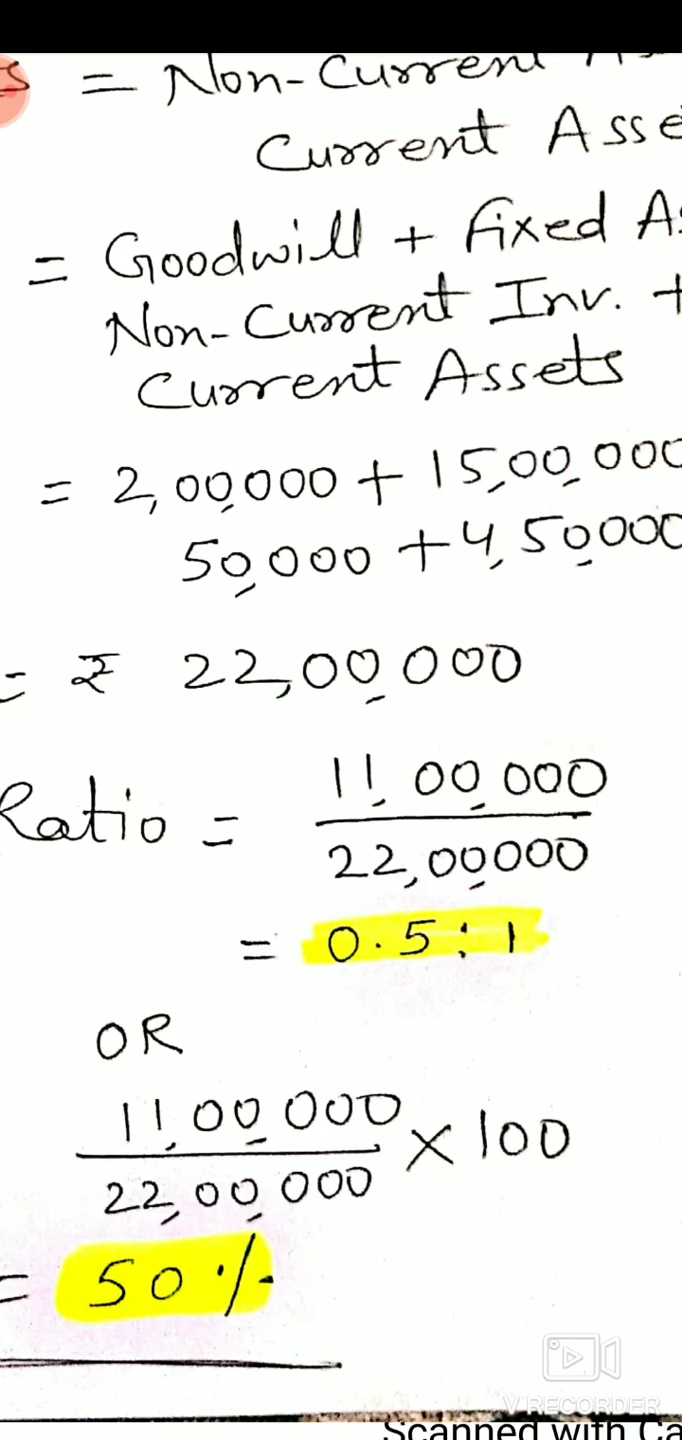 = Non-Current
Current
= Goodwill + Fixed
Non-Current Inv. +
Current Assets
= 2,00,000 + 15,00,000
50,000 + 4,50,000
= ₹ 22,00,000
Ratio = 11,00,000
22,00,000
= 0.5 : 1
OR
11,00,000 × 100
22,00,000
= 50 %
V RECORDER
Scanned with